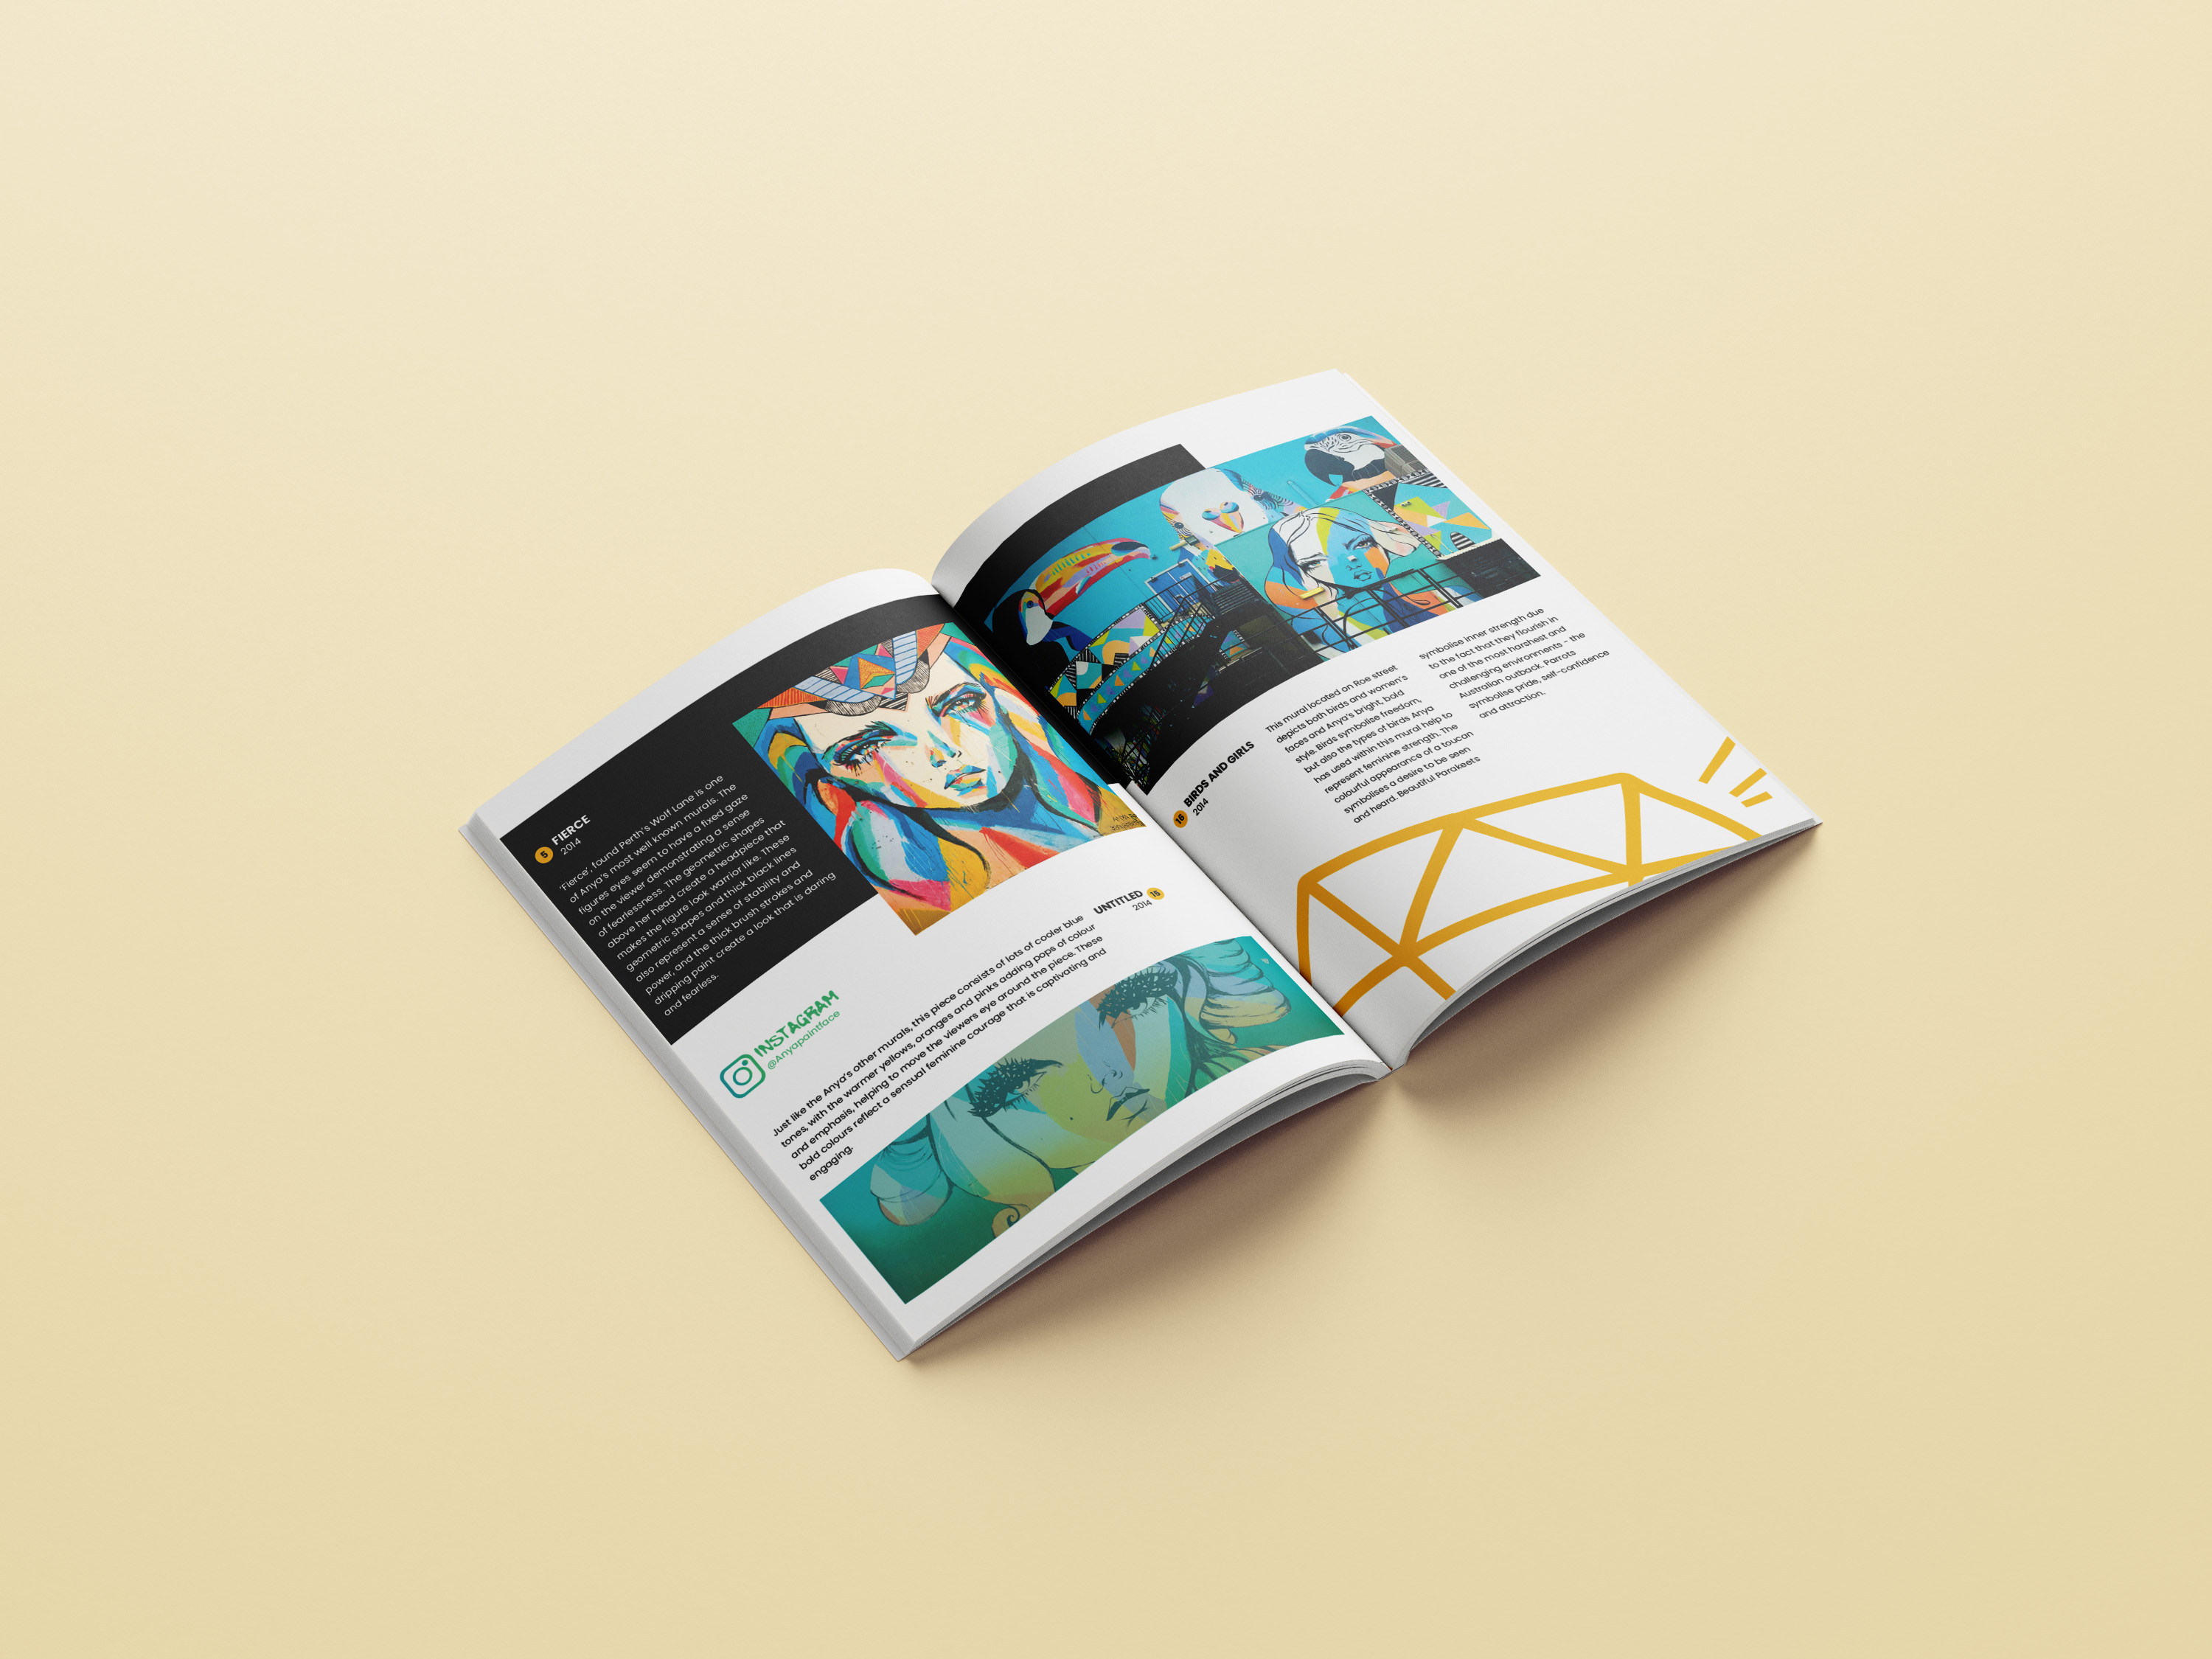 5 FIERCE
2014
'Fierce', found Perth's Wolf Lane is one
of Anya's most well known murals. The
figures eyes seem to have a fixed gaze
on the viewer demonstrating a sense
of fearlessness. The geometric shapes
above her head create a headpiece that
makes the figure look warrior like. These
geometric shapes and thick black lines
also represent a sense of stability and
power, and the thick brush strokes and
dripping paint create a look that is daring
and fearless.
INSTAGRAM
@Anyapaintface
UNTITLED 15
2014
Just like the Anya's other murals, this piece consists of lots of cooler blue
tones, with the warmer yellows, oranges and pinks adding pops of colour
and emphasis, helping to move the viewers eye around the piece. These
bold colours reflect a sensual feminine courage that is captivating and
engaging.
16 BIRDS AND GIRLS
2014
This mural located on Roe street
depicts both birds and women's
faces and Anya's bright, bold
style. Birds symbolise freedom,
but also the types of birds Anya
has used within this mural help to
represent feminine strength. The
colourful appearance of a toucan
symbolises a desire to be seen
and heard. Beautiful Parakeets
symbolise inner strength due
to the fact that they flourish in
one of the most harshest and
challenging environments - the
Australian outback. Parrots
symbolise pride, self-confidence
and attraction.